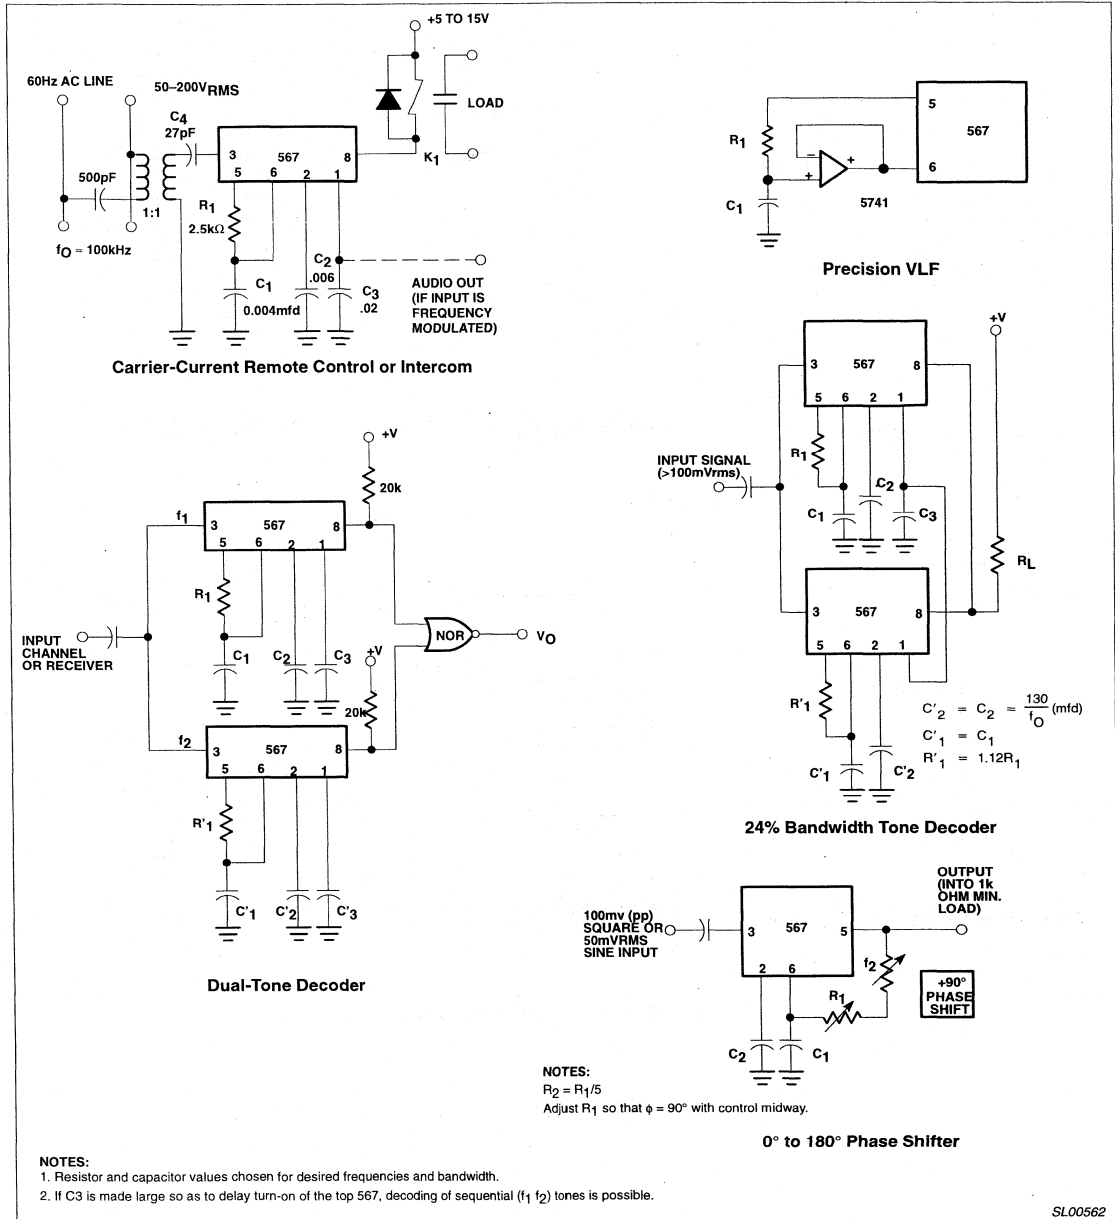 +5 TO 15V
60Hz AC LINE
50–200VRMS
C4
27pF
LOAD
3
567
8
K1
500pF
5
6
2
1
R1
1:1
2.5kΩ
fO = 100kHz
C2
C1
.006
0.004mfd
C3
.02
AUDIO OUT
(IF INPUT IS
FREQUENCY
MODULATED)
Carrier-Current Remote Control or Intercom
R1
5
567
6
–
+
+
5741
C1
Precision VLF
+V
20k
f1
3
567
8
5
6
2
1
R1
INPUT
CHANNEL
OR RECEIVER
C1
C2
C3
NOR
VO
+V
20k
f2
3
567
8
5
6
2
1
R'1
C'1
C'2
C'3
Dual-Tone Decoder
+V
3
567
8
5
6
2
1
R1
INPUT SIGNAL
(>100mVrms)
C2
C1
C3
RL
3
567
8
5
6
2
1
R'1
C'1
C'2
C'2 = C2 = 130/fO (mfd)
C'1 = C1
R'1 = 1.12R1
24% Bandwidth Tone Decoder
OUTPUT
(INTO 1k
OHM MIN.
LOAD)
100mv (pp)
SQUARE OR
50mVRMS
SINE INPUT
3
567
5
2
6
f2
R1
+90°
PHASE
SHIFT
C2
C1
NOTES:
R2 = R1/5
Adjust R1 so that ϕ = 90° with control midway.
0° to 180° Phase Shifter
NOTES:
1. Resistor and capacitor values chosen for desired frequencies and bandwidth.
2. If C3 is made large so as to delay turn-on of the top 567, decoding of sequential (f1 f2) tones is possible.
SL00562